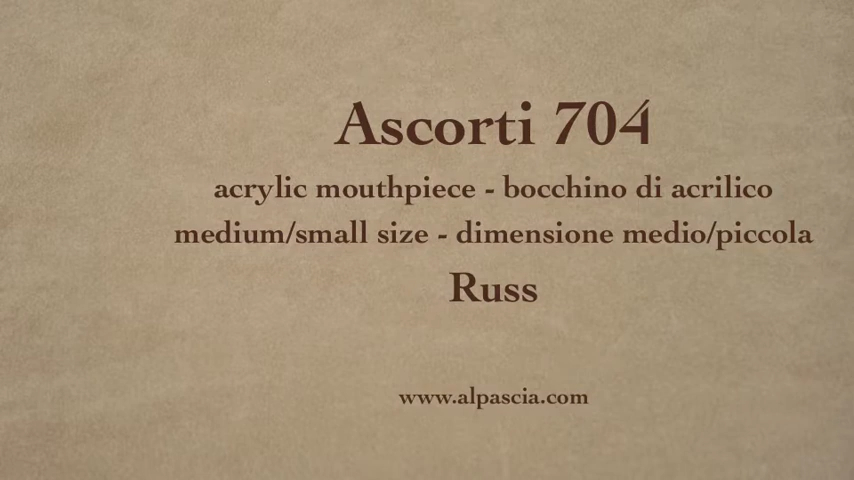 Ascorti 704
acrylic mouthpiece - bocchino di acrilico
medium/small size - dimensione medio/piccola
Russ
www.alpascia.com